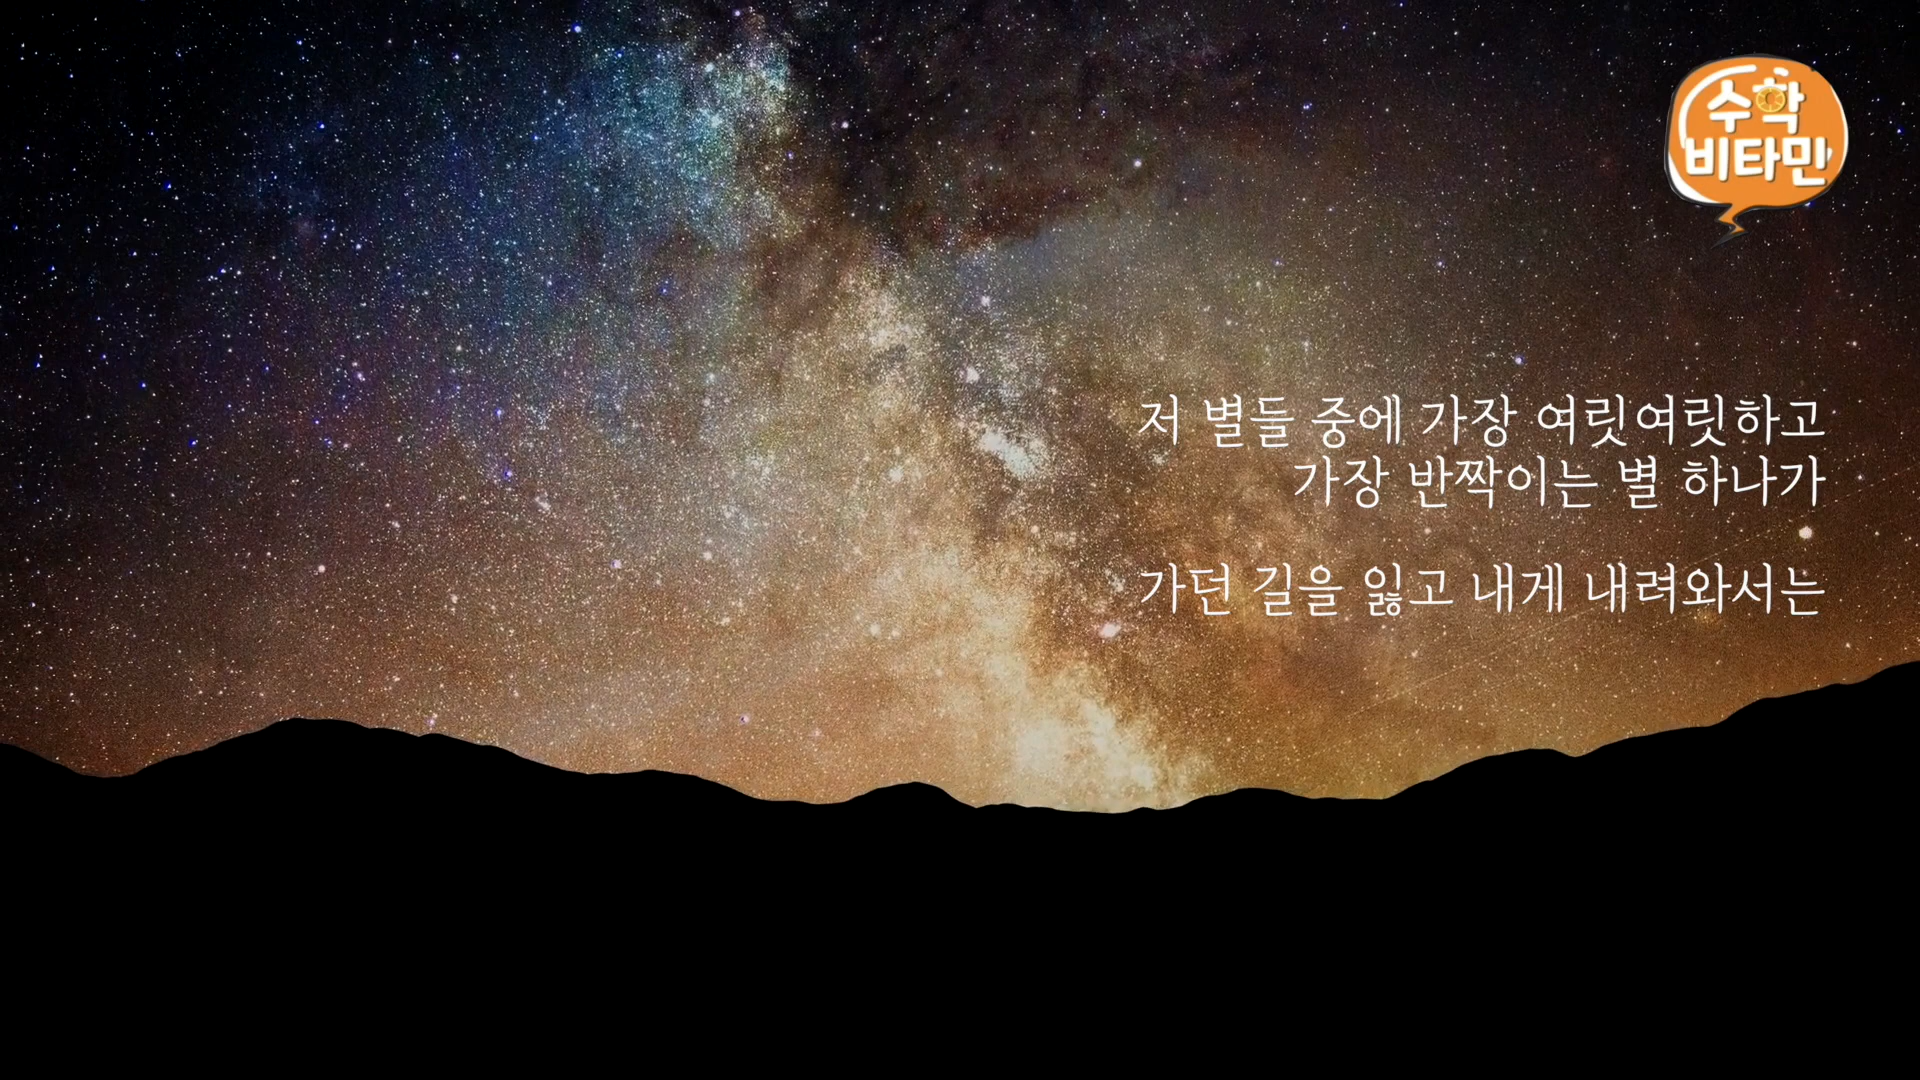 수학
비타민
저 별들 중에 가장 여릿여릿하고
가장 반짝이는 별 하나가
가던 길을 잃고 내게 내려와서는